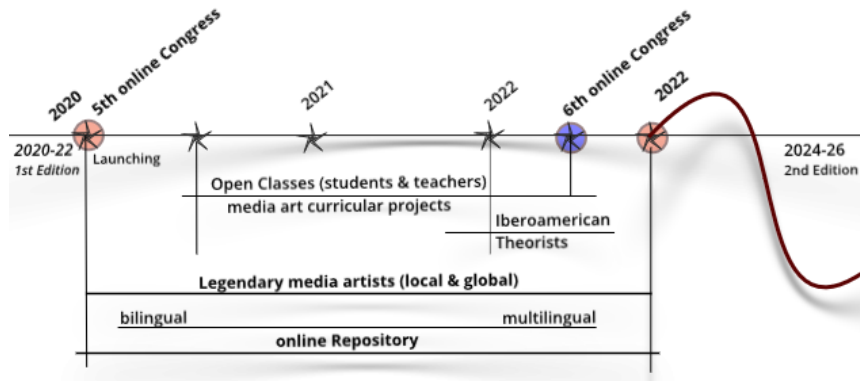 2020
5th online Congress
2021
2022
6th online Congress
2022
2020-22
1st Edition
Launching
2024-26
2nd Edition
Open Classes (students & teachers)
media art curricular projects
Iberoamerican
Theorists
Legendary media artists (local & global)
bilingual
multilingual
online Repository